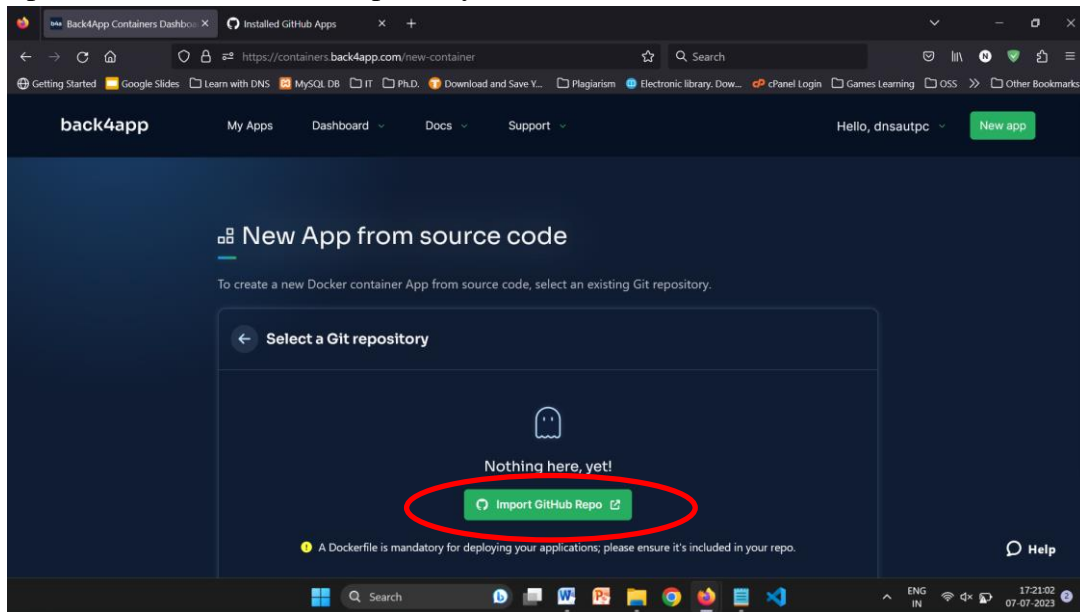 Back4App Containers Dashboa
Installed GitHub Apps
https://containers.back4app.com/new-container
Search
Getting Started
Google Slides
Learn with DNS
MySQL DB
IT
Ph.D.
Download and Save Y...
Plagiarism
Electronic library. Dow...
cPanel Login
Games Learning
OSS
Other Bookmarks
back4app
My Apps
Dashboard
Docs
Support
Hello, dnsautpc
New app
New App from source code
To create a new Docker container App from source code, select an existing Git repository.
Select a Git repository
Nothing here, yet!
Import GitHub Repo
A Dockerfile is mandatory for deploying your applications; please ensure it's included in your repo.
Help
Search
ENG
IN
17:21:02
07-07-2023
2